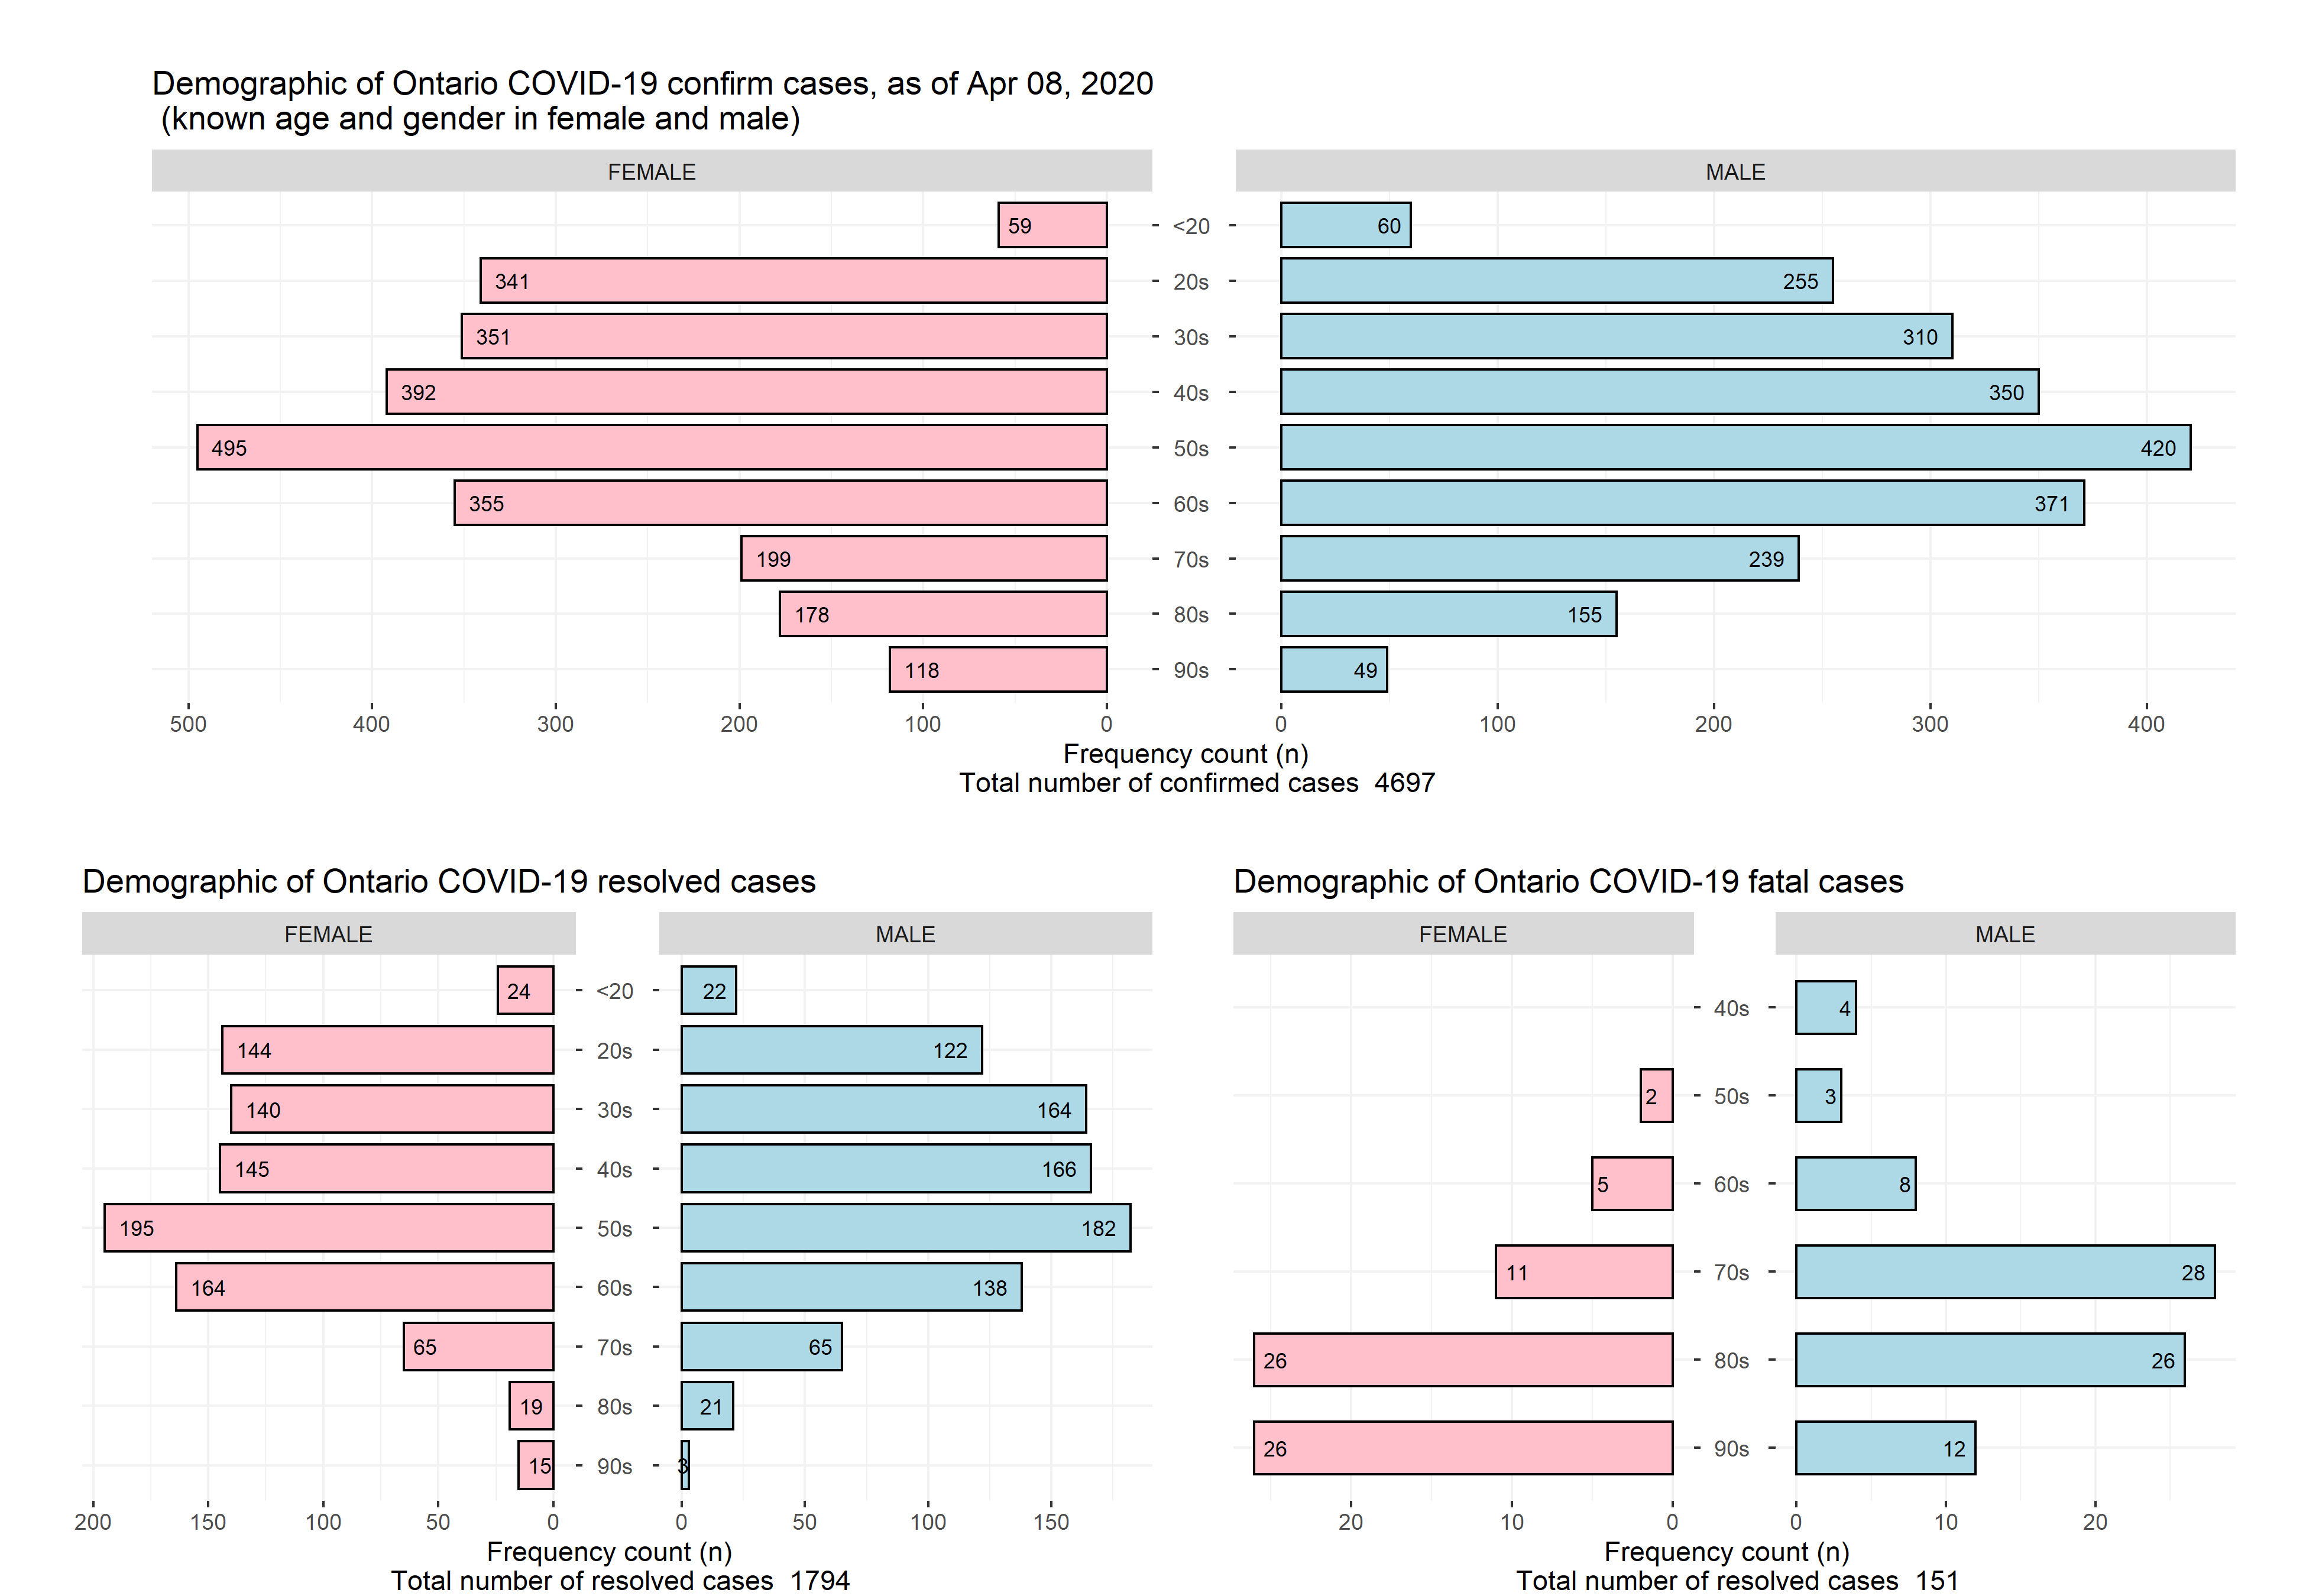 Demographic of Ontario COVID-19 confirm cases, as of Apr 08, 2020
(known age and gender in female and male)
FEMALE MALE
59 <20 60
341 20s 255
351 30s 310
392 40s 350
495 50s 420
355 60s 371
199 70s 239
178 80s 155
118 90s 49
500 400 300 200 100 0 0 100 200 300 400
Frequency count (n)
Total number of confirmed cases 4697
Demographic of Ontario COVID-19 resolved cases
FEMALE MALE
24 <20 22
144 20s 122
140 30s 164
145 40s 166
195 50s 182
164 60s 138
65 70s 65
19 80s 21
15 90s 3
200 150 100 50 0 0 50 100 150
Frequency count (n)
Total number of resolved cases 1794
Demographic of Ontario COVID-19 fatal cases
FEMALE MALE
40s 4
2 50s 3
5 60s 8
11 70s 28
26 80s 26
26 90s 12
20 10 0 0 10 20
Frequency count (n)
Total number of resolved cases 151